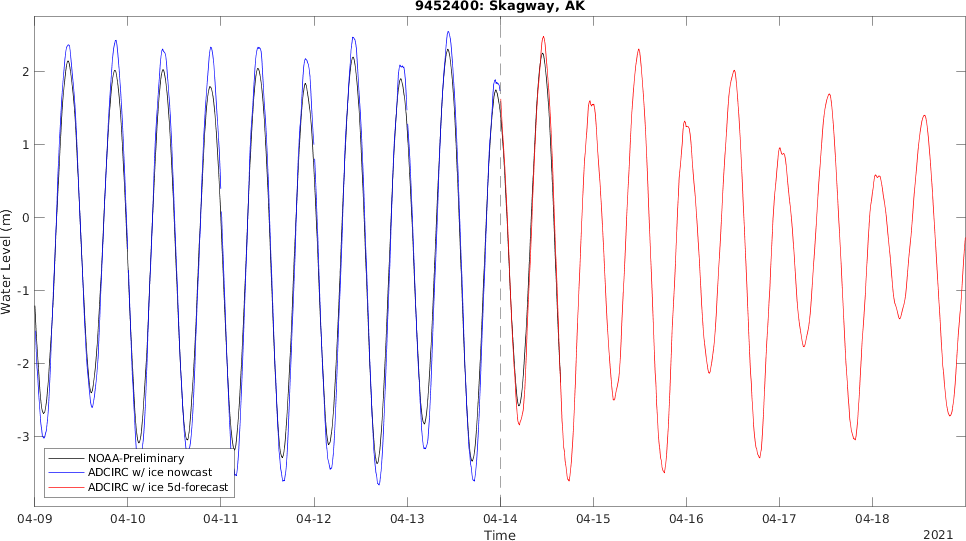 9452400: Skagway, AK
Water Level (m)
2
1
0
-1
-2
-3
NOAA-Preliminary
ADCIRC w/ ice nowcast
ADCIRC w/ ice 5d-forecast
04-09 04-10 04-11 04-12 04-13 04-14 04-15 04-16 04-17 04-18
Time
2021